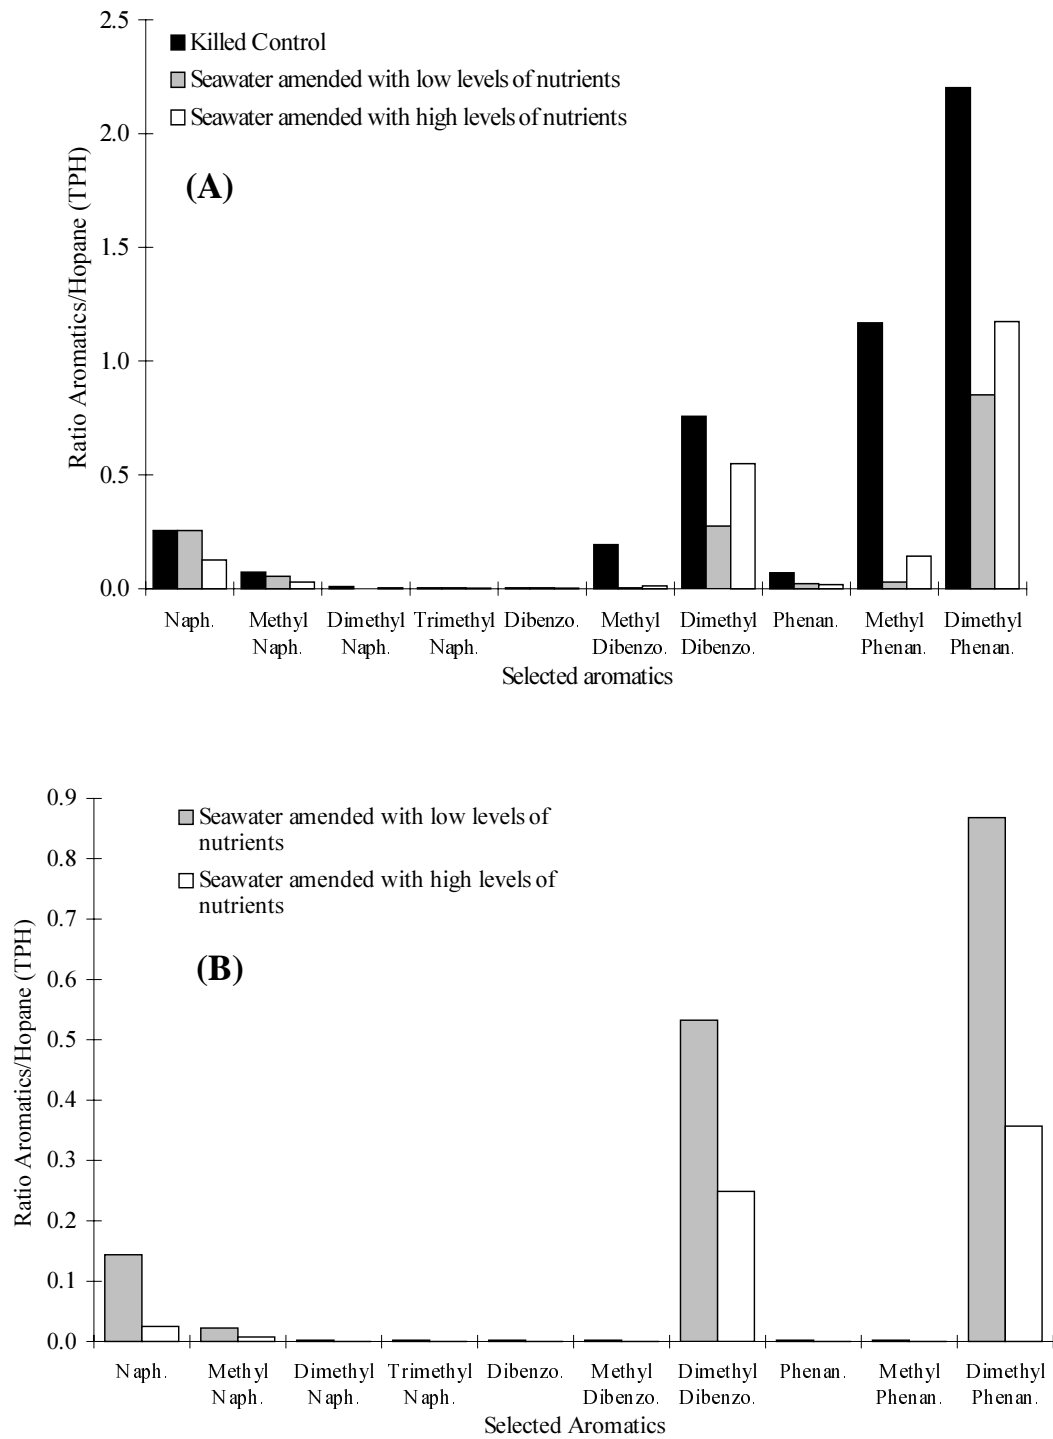 2.5
Killed Control
Seawater amended with low levels of nutrients
2.0
Seawater amended with high levels of nutrients
(A)
Ratio Aromatics/Hopane (TPH)
1.5
1.0
0.5
0.0
Naph. Methyl Dimethyl Trimethyl Dibenzo. Methyl Dimethyl Phenan. Methyl Dimethyl
Naph. Naph. Naph. Dibenzo. Dibenzo. Phenan. Phenan.
Selected aromatics
0.9
Seawater amended with low levels of
nutrients
0.8
Seawater amended with high levels of
nutrients
0.7
(B)
Ratio Aromatics/Hopane (TPH)
0.6
0.5
0.4
0.3
0.2
0.1
0.0
Naph. Methyl Dimethyl Trimethyl Dibenzo. Methyl Dimethyl Phenan. Methyl Dimethyl
Naph. Naph. Naph. Dibenzo. Dibenzo. Phenan. Phenan.
Selected Aromatics